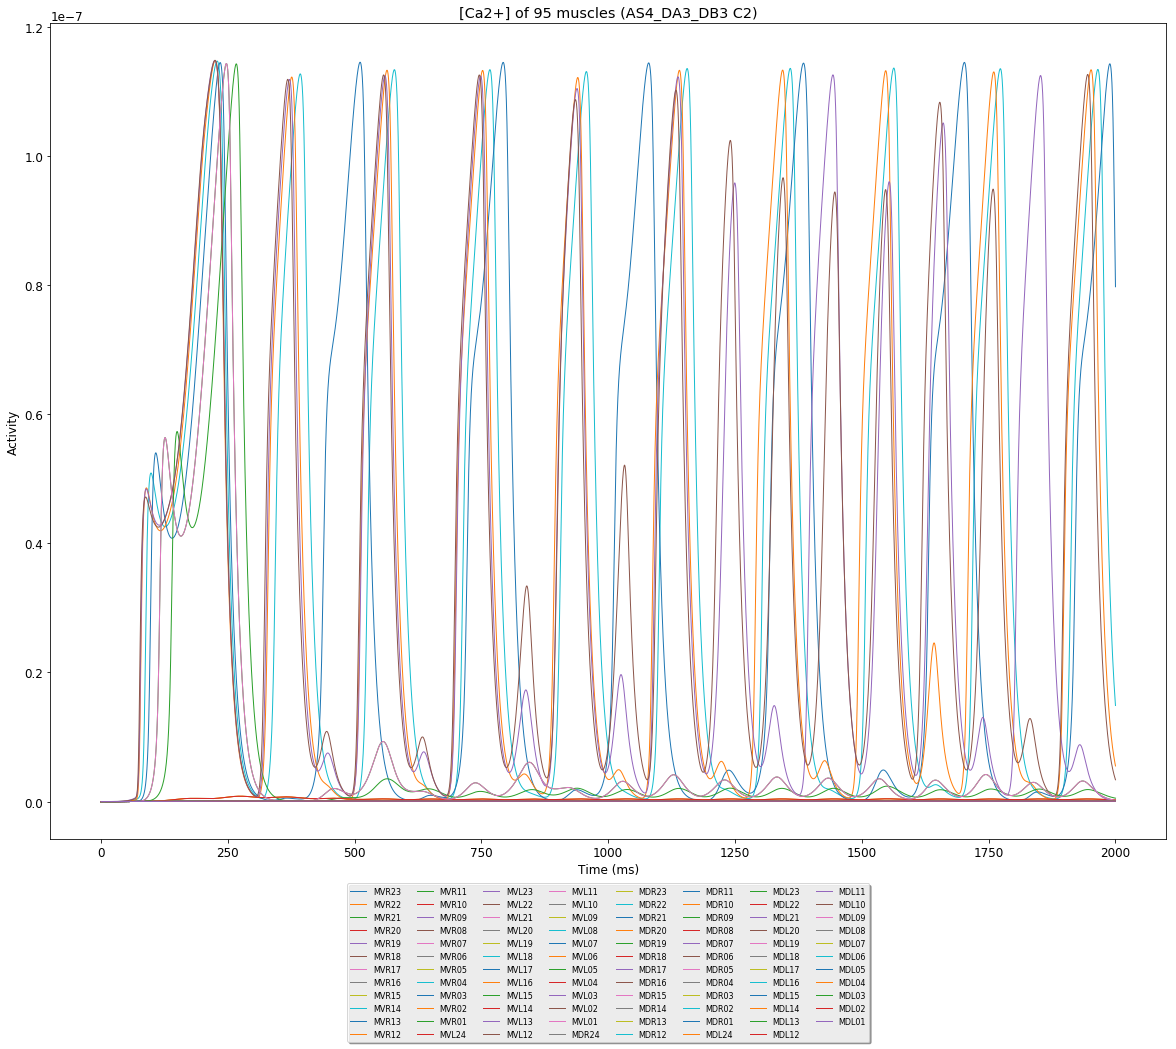 [Ca2+] of 95 muscles (AS4_DA3_DB3 C2)
1e−7
1.2
1.0
0.8
0.6
0.4
0.2
0.0
Activity
0 250 500 750 1000 1250 1500 1750 2000
Time (ms)
MVR23 MVR11 MVL23 MVL11 MDR23 MDR11 MDL23 MDL11
MVR22 MVR10 MVL22 MVL10 MDR22 MDR10 MDL22 MDL10
MVR21 MVR09 MVL21 MVL09 MDR21 MDR09 MDL21 MDL09
MVR20 MVR08 MVL20 MVL08 MDR20 MDR08 MDL20 MDL08
MVR19 MVR07 MVL19 MVL07 MDR19 MDR07 MDL19 MDL07
MVR18 MVR06 MVL18 MVL06 MDR18 MDR06 MDL18 MDL06
MVR17 MVR05 MVL17 MVL05 MDR17 MDR05 MDL17 MDL05
MVR16 MVR04 MVL16 MVL04 MDR16 MDR04 MDL16 MDL04
MVR15 MVR03 MVL15 MVL03 MDR15 MDR03 MDL15 MDL03
MVR14 MVR02 MVL14 MVL02 MDR14 MDR02 MDL14 MDL02
MVR13 MVR01 MVL13 MVL01 MDR13 MDR01 MDL13 MDL01
MVR12 MVL24 MVL12 MDR24 MDR12 MDL24 MDL12